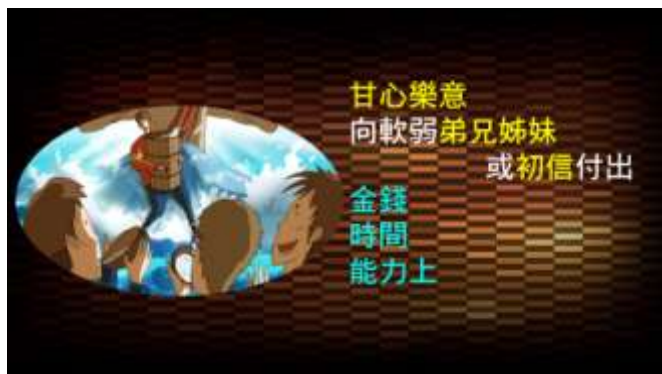 甘心樂意
向軟弱弟兄姊妹
或初信付出
金錢
時間
能力上